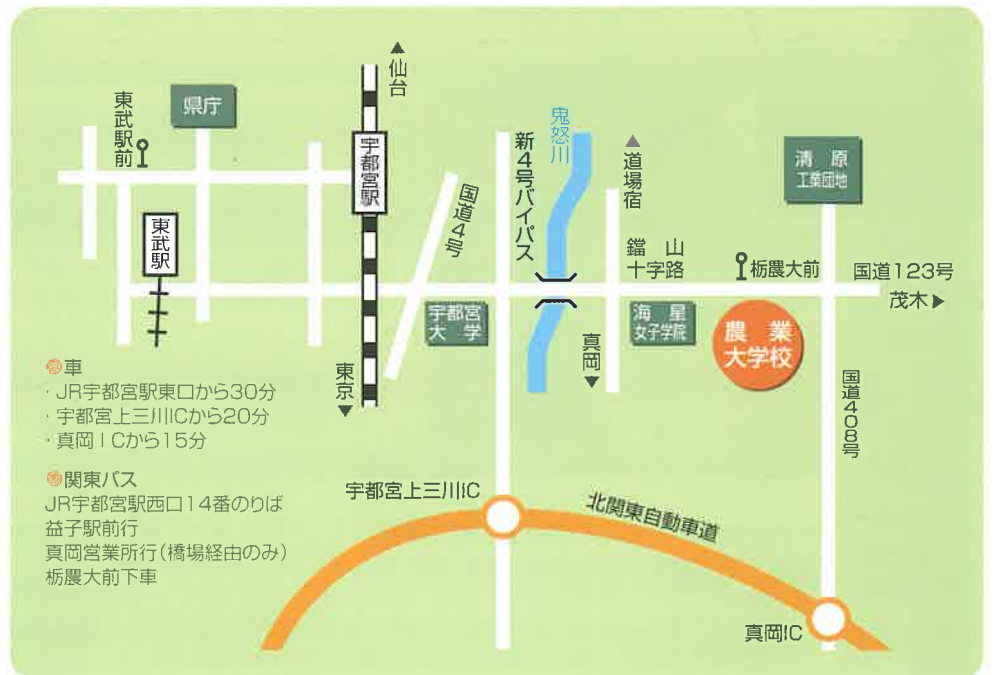 ▲仙台
東武駅前
県庁
宇都宮駅
国道4号
新4号バイパス
鬼怒川
▲道場宿
清原
工業団地
東武駅
鐺山
十字路
栃農大前
国道123号
茂木▶
宇都宮
大学
海星
女子学院
農業
大学校
真岡▼
東京▼
国道408号
車
・JR宇都宮駅東口から30分
・宇都宮上三川ICから20分
・真岡ICから15分
関東バス
JR宇都宮駅西口14番のりば
益子駅前行
真岡営業所行(橋場経由のみ)
栃農大前下車
宇都宮上三川IC
北関東自動車道
真岡IC